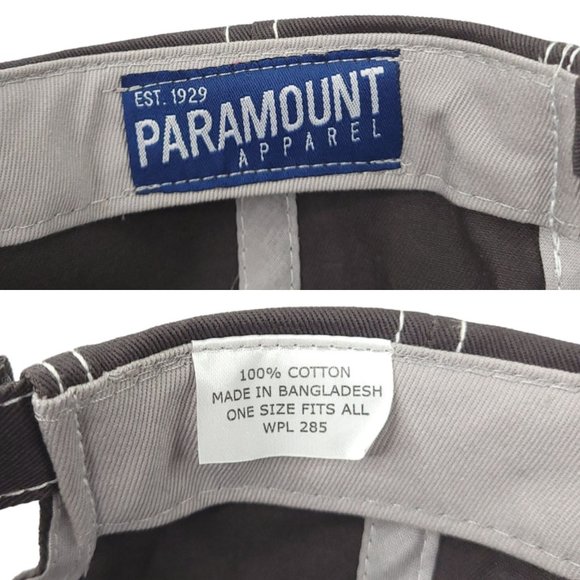 EST. 1929
PARAMOUNT
APPAREL
100% COTTON
MADE IN BANGLADESH
ONE SIZE FITS ALL
WPL 285